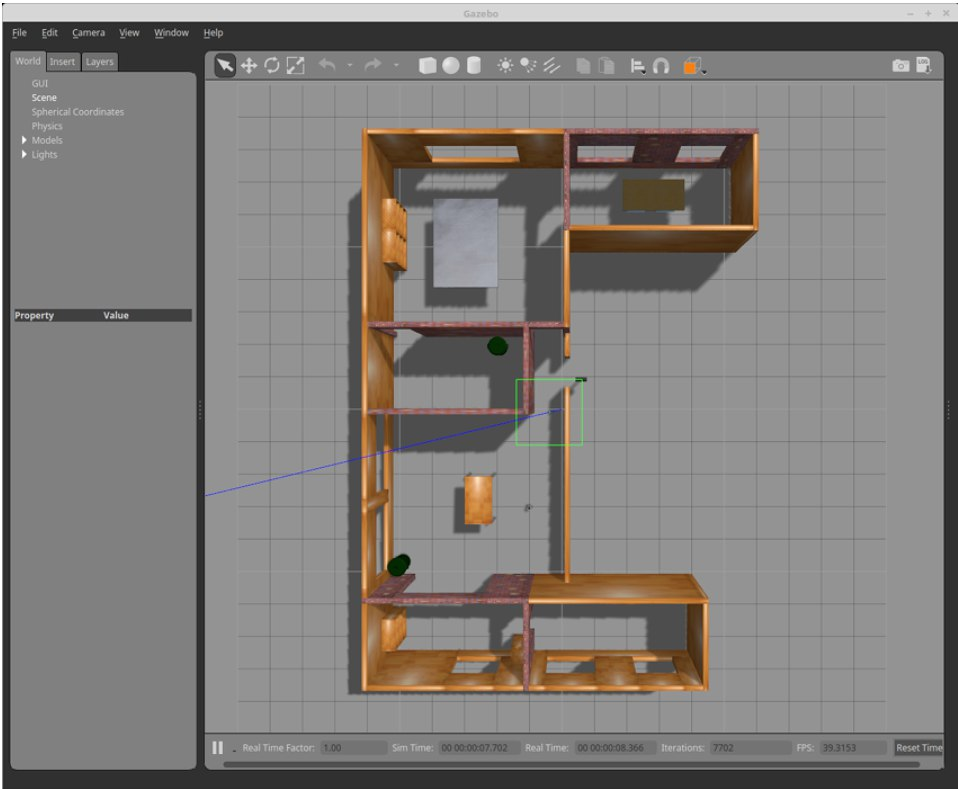 Gazebo
File Edit Camera View Window Help
World Insert Layers
GUI
Scene
Spherical Coordinates
Physics
Models
Lights
Property Value
Real Time Factor: 1.00 Sim Time: 00 00:00:07.702 Real Time: 00 00:00:08.366 Iterations: 7702 FPS: 39.3153 Reset Time